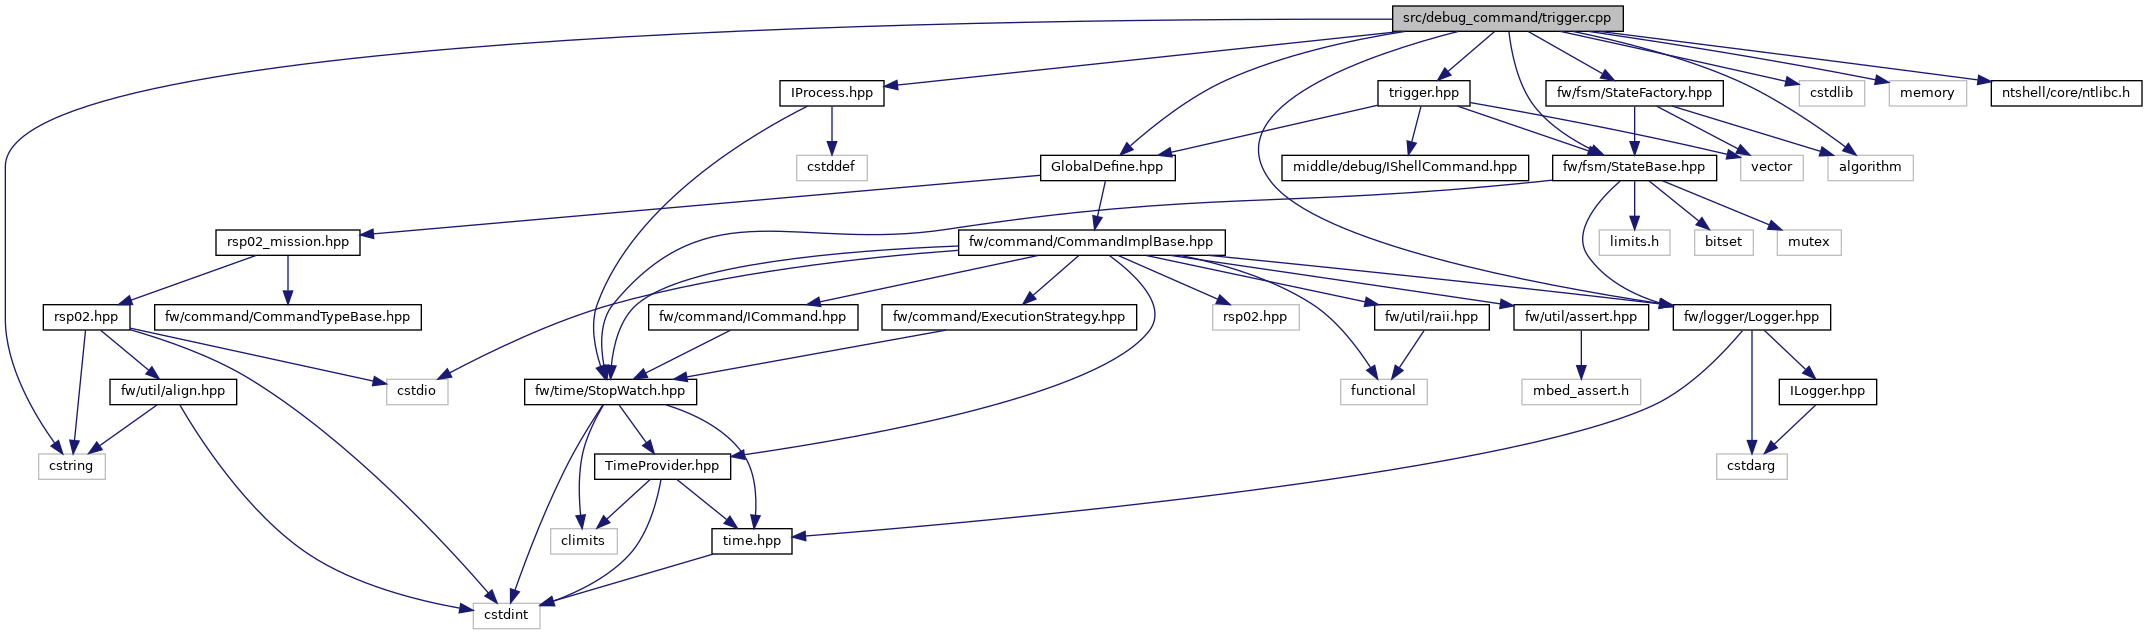 src/debug_command/trigger.cpp
IProcess.hpp
trigger.hpp
fw/fsm/StateFactory.hpp
cstdlib
memory
ntshell/core/ntlibc.h
cstddef
GlobalDefine.hpp
middle/debug/IShellCommand.hpp
fw/fsm/StateBase.hpp
vector
algorithm
rsp02_mission.hpp
fw/command/CommandImplBase.hpp
limits.h
bitset
mutex
rsp02.hpp
fw/command/CommandTypeBase.hpp
fw/command/ICommand.hpp
fw/command/ExecutionStrategy.hpp
rsp02.hpp
fw/util/raii.hpp
fw/util/assert.hpp
fw/logger/Logger.hpp
fw/util/align.hpp
cstdio
fw/time/StopWatch.hpp
functional
mbed_assert.h
ILogger.hpp
cstring
TimeProvider.hpp
cstdarg
climits
time.hpp
cstdint